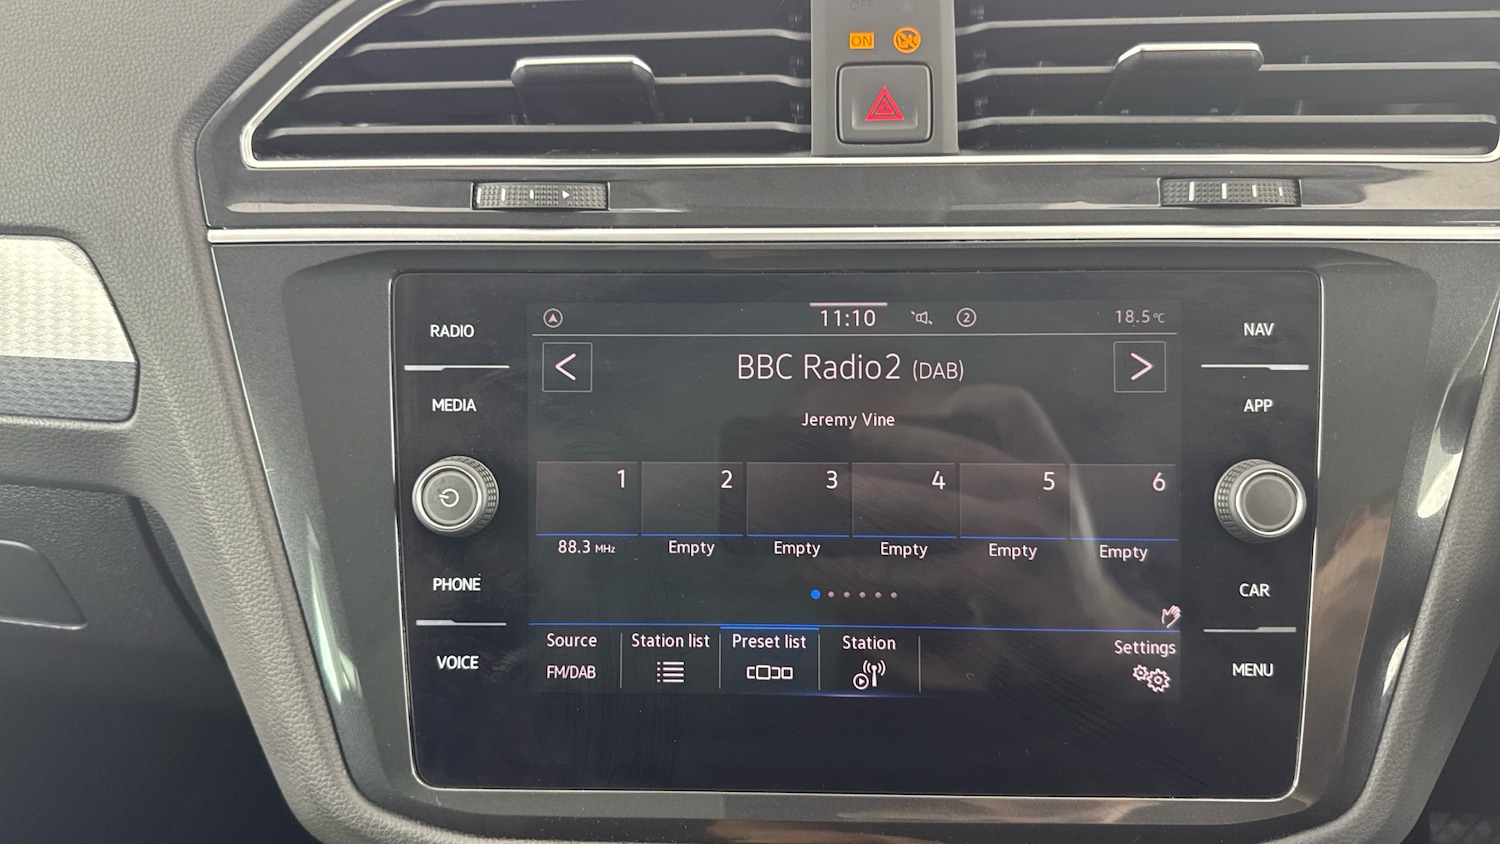 OFF
ON
RADIO
MEDIA
PHONE
VOICE
11:10
2
18.5°C
BBC Radio2 (DAB)
Jeremy Vine
1 2 3 4 5 6
88.3 MHz Empty Empty Empty Empty Empty
Source Station list Preset list Station Settings
FM/DAB
NAV
APP
CAR
MENU